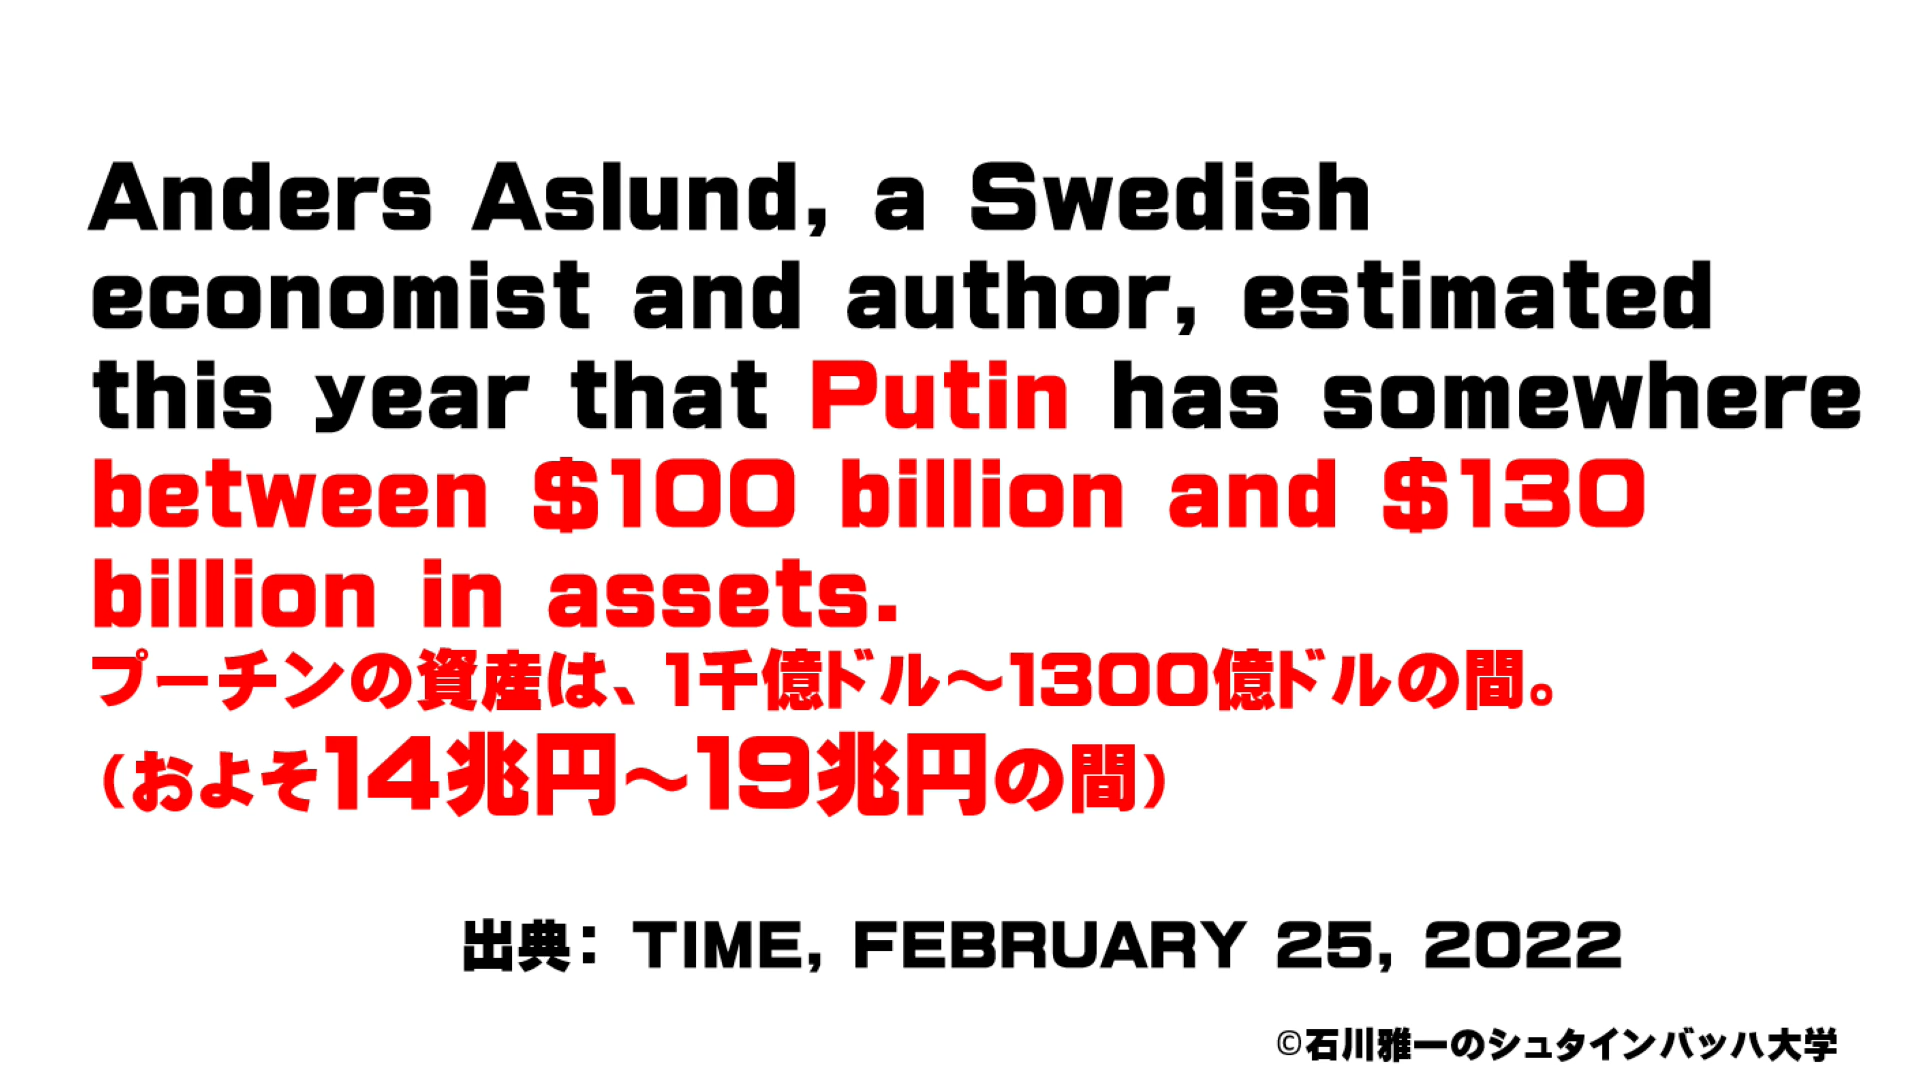 Anders Aslund, a Swedish
economist and author, estimated
this year that Putin has somewhere
between $100 billion and $130
billion in assets.
プーチンの資産は、1千億ドル～1300億ドルの間。
（およそ14兆円～19兆円の間）
出典： TIME, FEBRUARY 25, 2022
©石川雅一のシュタインバッハ大学